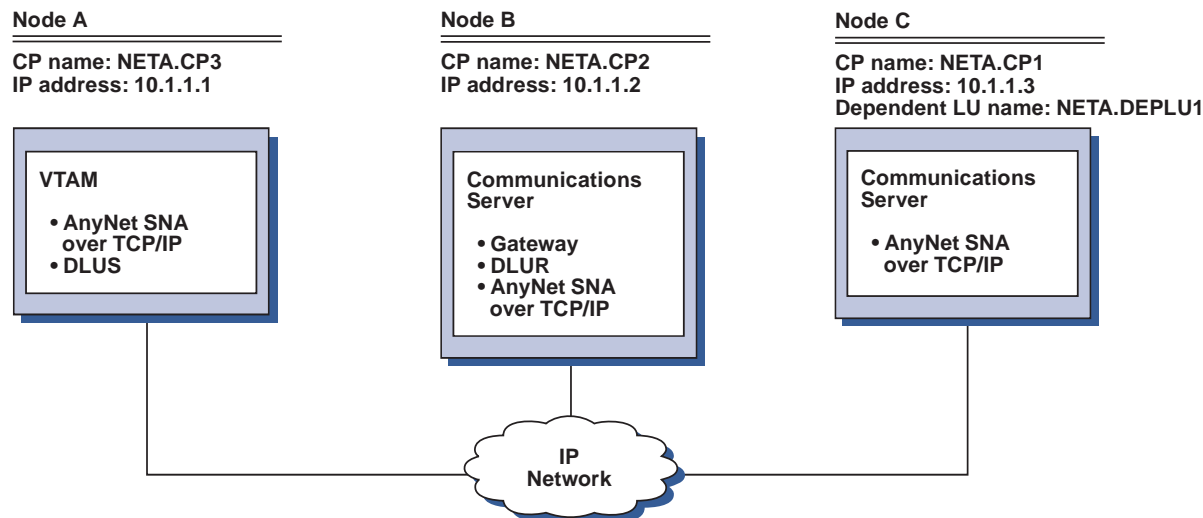 Node A
CP name: NETA.CP3
IP address: 10.1.1.1
VTAM
• AnyNet SNA
over TCP/IP
• DLUS
Node B
CP name: NETA.CP2
IP address: 10.1.1.2
Communications
Server
• Gateway
• DLUR
• AnyNet SNA
over TCP/IP
Node C
CP name: NETA.CP1
IP address: 10.1.1.3
Dependent LU name: NETA.DEPLU1
Communications
Server
• AnyNet SNA
over TCP/IP
IP
Network